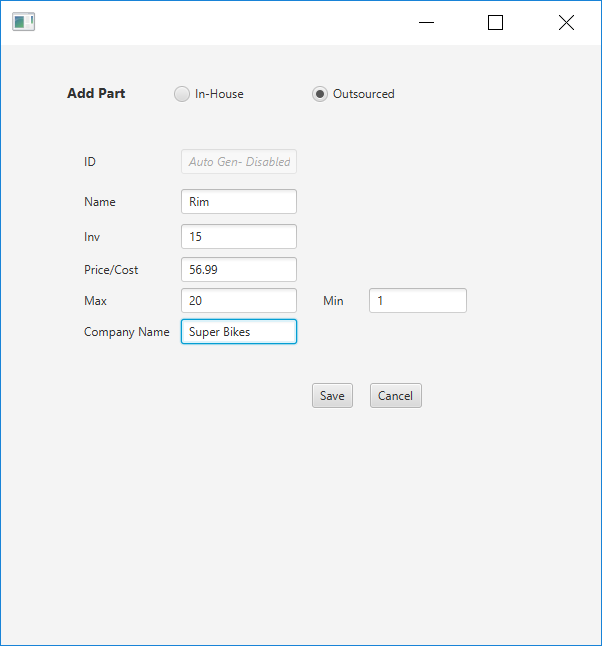 Add Part In-House Outsourced
ID Auto Gen- Disabled
Name Rim
Inv 15
Price/Cost 56.99
Max 20 Min 1
Company Name Super Bikes
Save Cancel